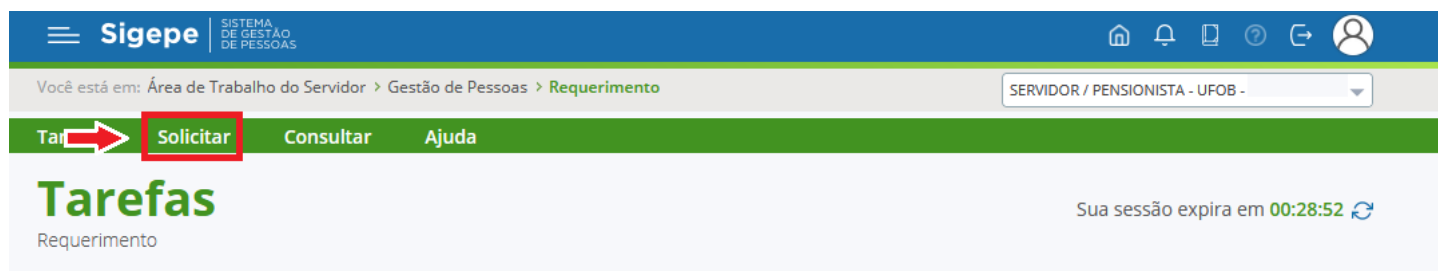 Sigepe SISTEMA DE GESTÃO DE PESSOAS
Você está em: Área de Trabalho do Servidor > Gestão de Pessoas > Requerimento
SERVIDOR / PENSIONISTA - UFOB -
Tar Solicitar Consultar Ajuda
Tarefas
Sua sessão expira em 00:28:52
Requerimento